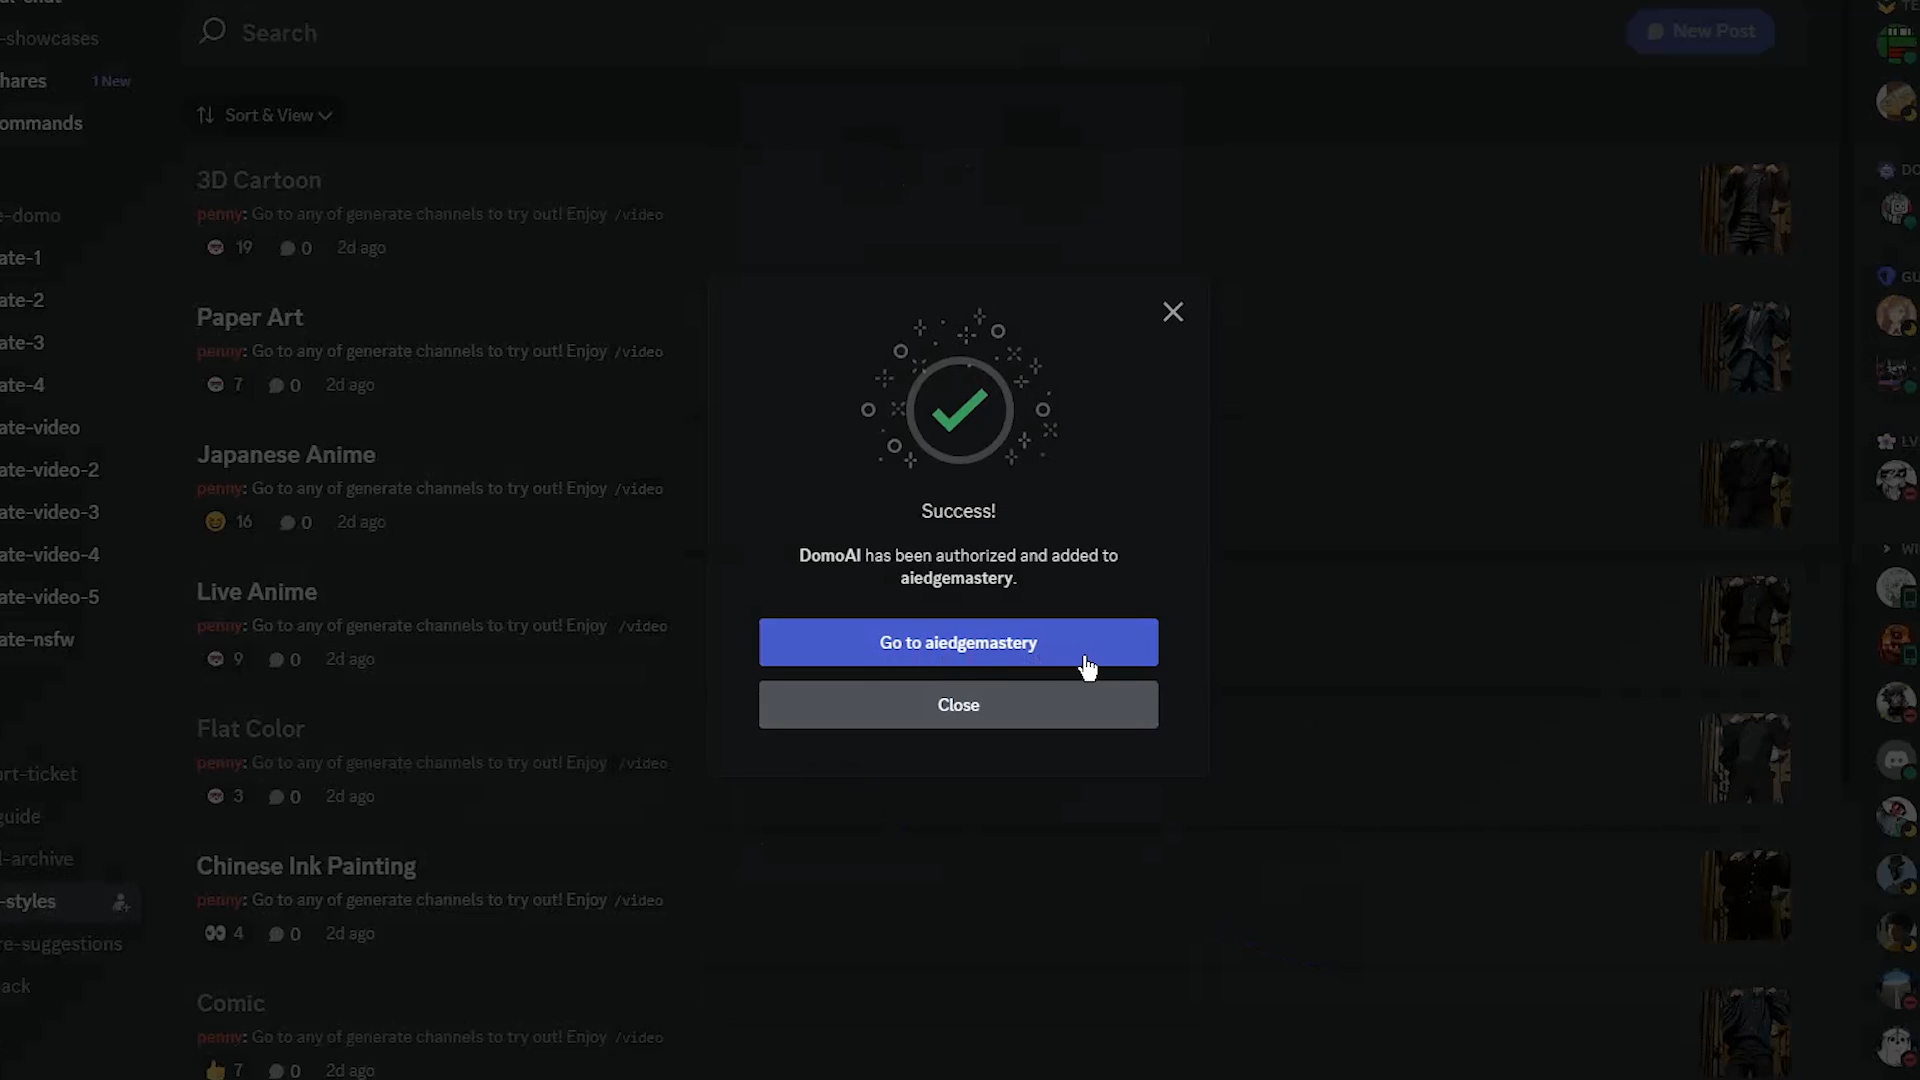 -showcases
Search
New Post
hares
1 New
ommands
Sort & View
3D Cartoon
penny: Go to any of generate channels to try out! Enjoy /video
19
0
2d ago
e-domo
ate-1
ate-2
ate-3
ate-4
ate-video
ate-video-2
ate-video-3
ate-video-4
ate-video-5
ate-nsfw
Paper Art
penny: Go to any of generate channels to try out! Enjoy /video
7
0
2d ago
Japanese Anime
penny: Go to any of generate channels to try out! Enjoy /video
16
0
2d ago
Live Anime
penny: Go to any of generate channels to try out! Enjoy /video
9
0
2d ago
Flat Color
penny: Go to any of generate channels to try out! Enjoy /video
3
0
2d ago
Chinese Ink Painting
penny: Go to any of generate channels to try out! Enjoy /video
4
0
2d ago
Comic
penny: Go to any of generate channels to try out! Enjoy /video
7
0
2d ago
ort-ticket
guide
l-archive
-styles
re-suggestions
ack
Success!
DomoAI has been authorized and added to
aiedgemastery.
Go to aiedgemastery
Close
TE
DO
GU
LV
WI